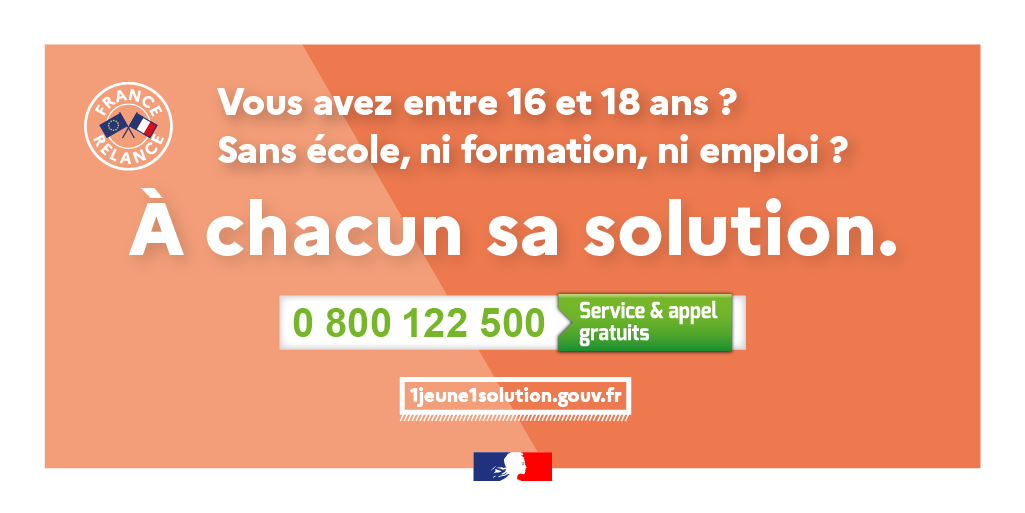 FRANCE
RELANCE
Vous avez entre 16 et 18 ans ?
Sans école, ni formation, ni emploi ?
À chacun sa solution.
0 800 122 500
Service & appel
gratuits
1jeune1solution.gouv.fr